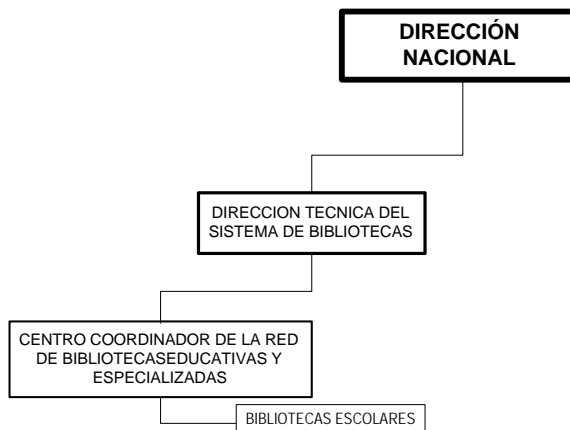 DIRECCIÓN
NACIONAL
DIRECCION TECNICA DEL
SISTEMA DE BIBLIOTECAS
CENTRO COORDINADOR DE LA RED
DE BIBLIOTECASEDUCATIVAS Y
ESPECIALIZADAS
BIBLIOTECAS ESCOLARES